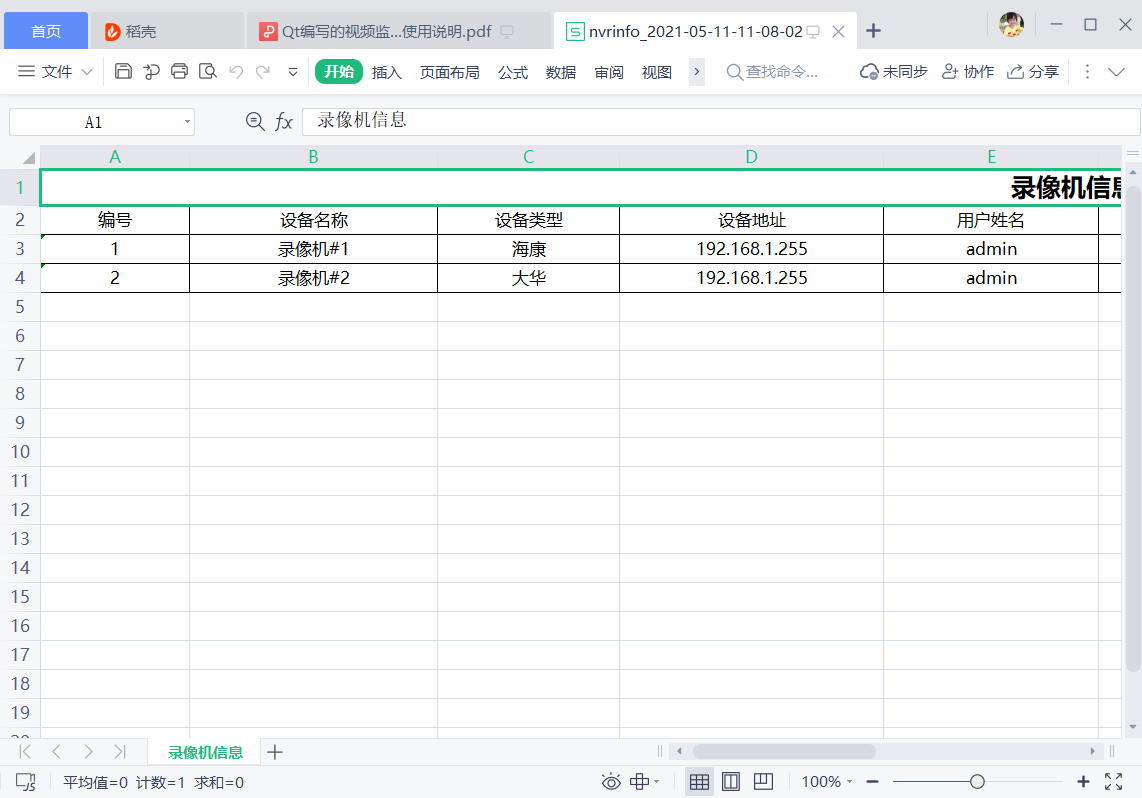 首页 稻壳 Qt编写的视频监...使用说明.pdf nvrinfo_2021-05-11-11-08-02
文件 开始 插入 页面布局 公式 数据 审阅 视图 查找命令... 未同步 协作 分享
A1 fx 录像机信息
A B C D E
1 录像机信息
2 编号 设备名称 设备类型 设备地址 用户姓名
3 1 录像机#1 海康 192.168.1.255 admin
4 2 录像机#2 大华 192.168.1.255 admin
5
6
7
8
9
10
11
12
13
14
15
16
17
18
19
20
录像机信息
平均值=0 计数=1 求和=0 100%